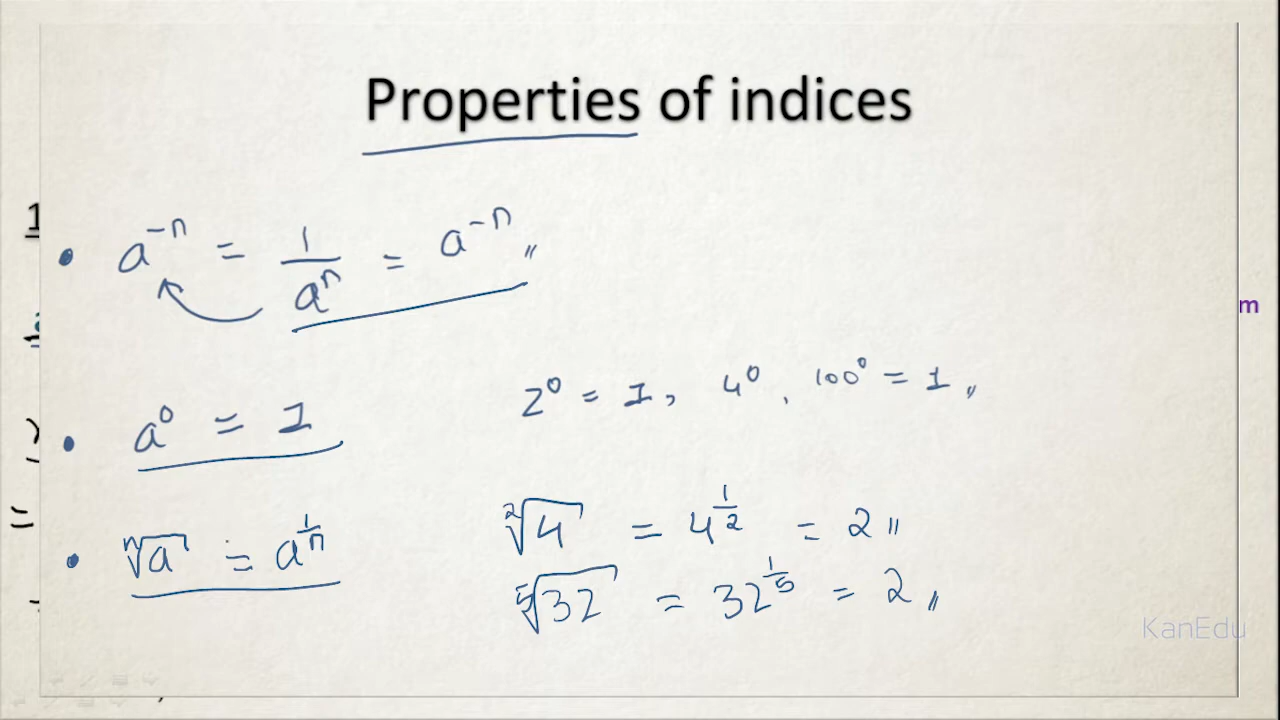 Properties of indices
1
• a⁻ⁿ = 1/aⁿ = a⁻ⁿ〃
m
• a⁰ = 1 2⁰ = 1, 4⁰, 100⁰ = 1〃
• ⁿ√a = a^(1/n) ²√4 = 4^(1/2) = 2〃
⁵√32 = 32^(1/5) = 2〃
KanEdu